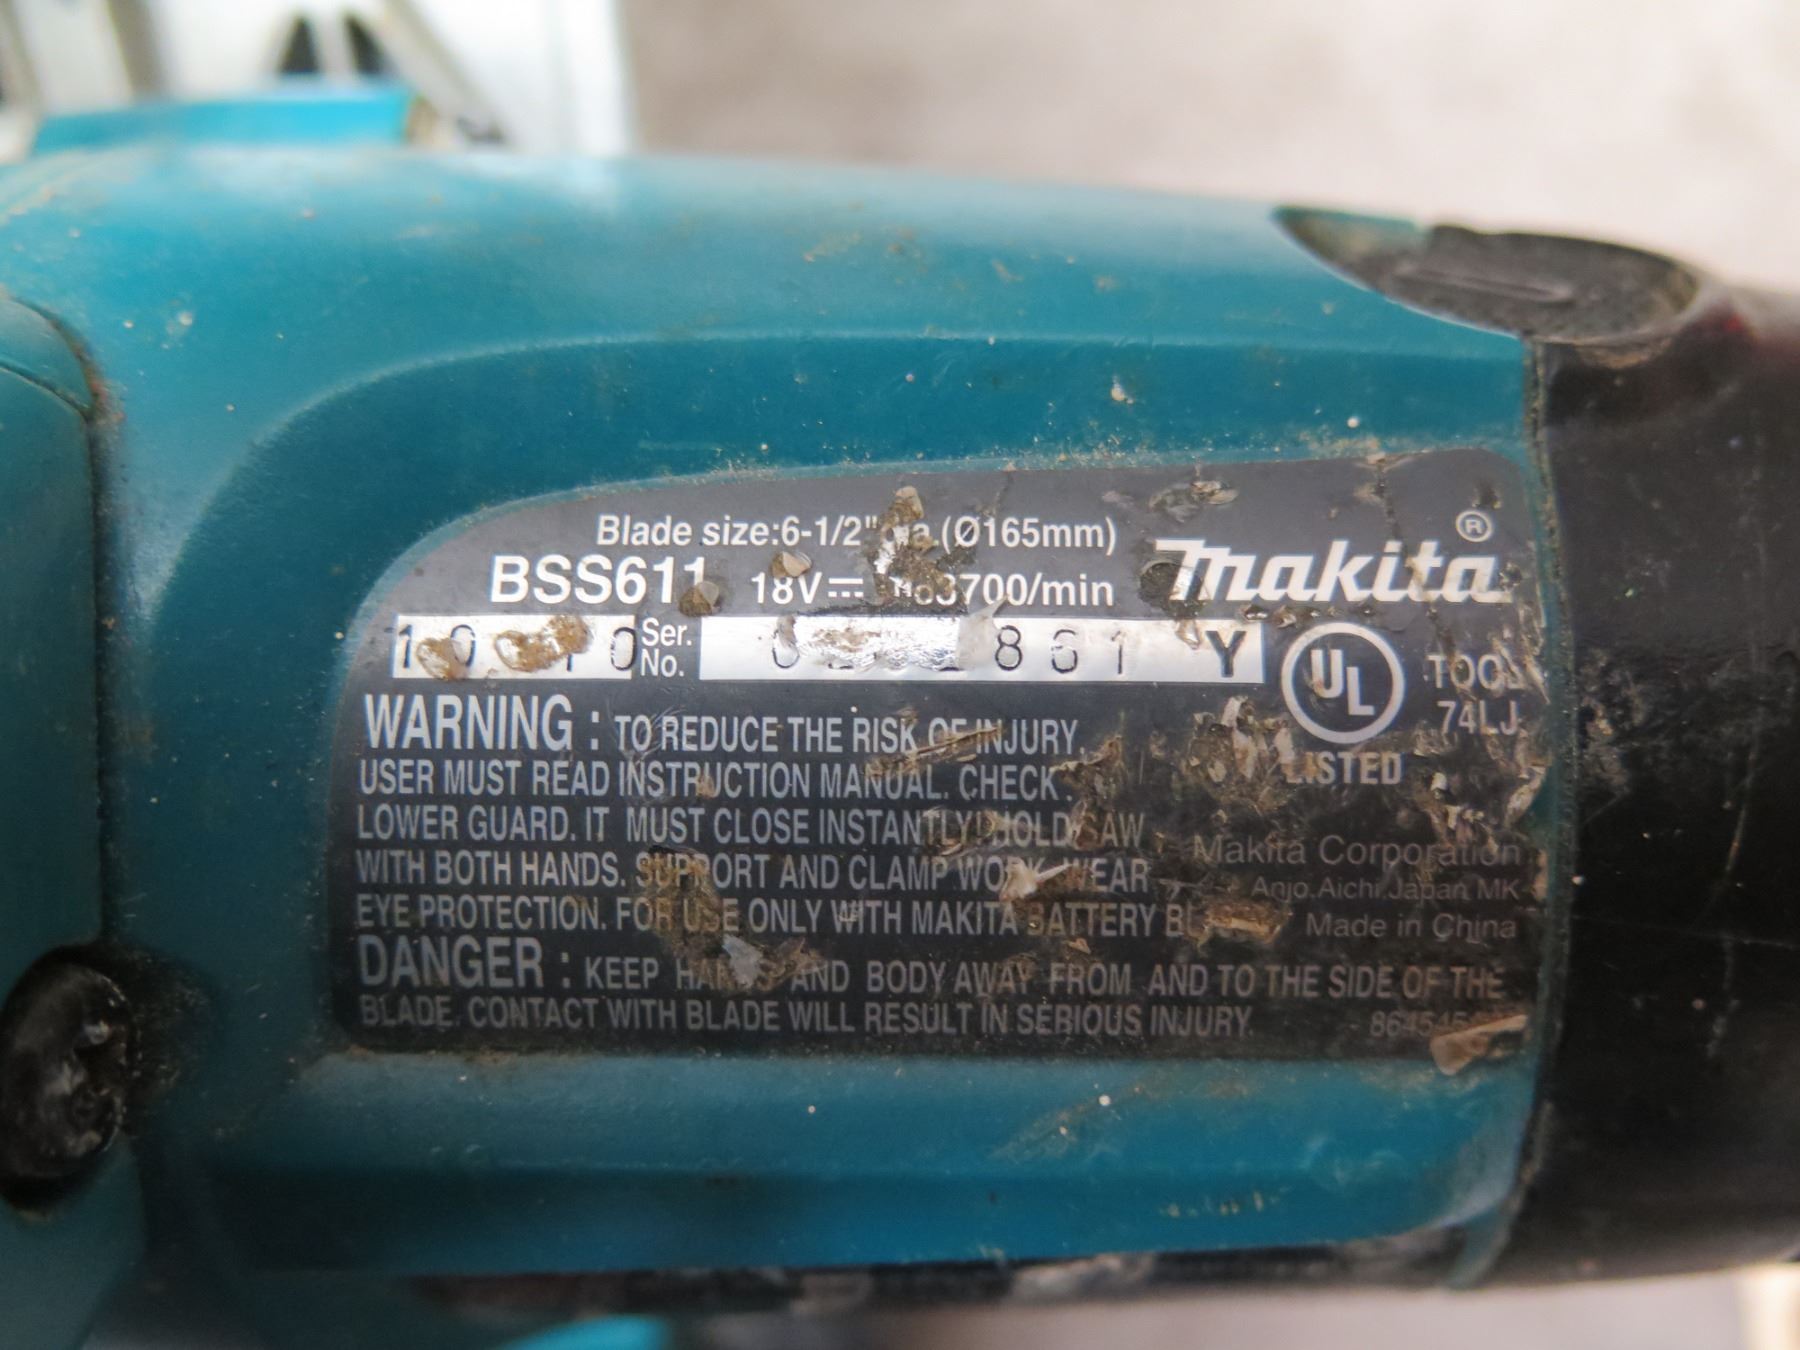 Blade size:6-1/2" (Ø165mm)
BSS611 18V 3700/min
makita®
Ser. No. Y
UL
LISTED
TOOL
74LJ
WARNING : TO REDUCE THE RISK OF INJURY,
USER MUST READ INSTRUCTION MANUAL. CHECK
LOWER GUARD. IT MUST CLOSE INSTANTLY! HOLD SAW
WITH BOTH HANDS. SUPPORT AND CLAMP WORK. WEAR
EYE PROTECTION. FOR USE ONLY WITH MAKITA BATTERY
Makita Corporation
Anjo.Aichi.Japan MK
Made in China
DANGER : KEEP HANDS AND BODY AWAY FROM AND TO THE SIDE OF THE
BLADE. CONTACT WITH BLADE WILL RESULT IN SERIOUS INJURY.